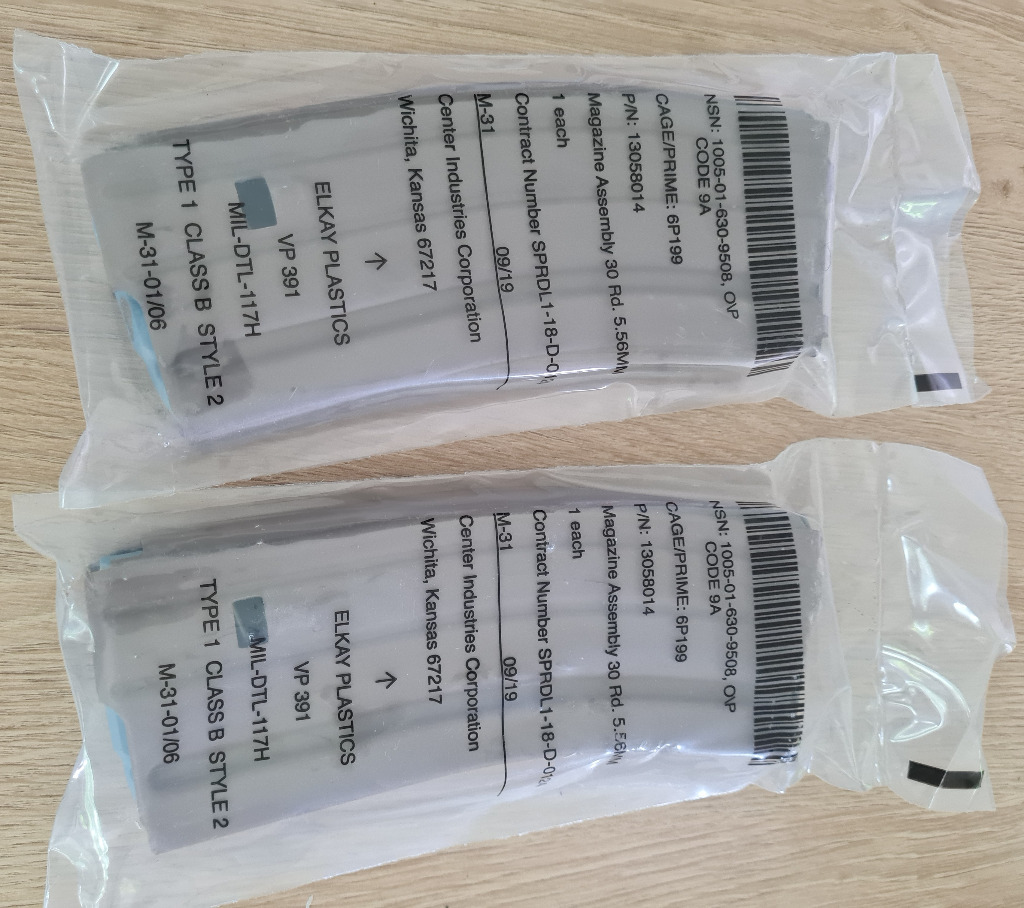 NSN: 1005-01-630-9508, O\P
CODE 9A
CAGE/PRIME: 6P199
P/N: 13058014
Magazine Assembly 30 Rd. 5.56MM
1 each
Contract Number SPRDL1-18-D-0
M-31 09/19
Center Industries Corporation
Wichita, Kansas 67217
↑
ELKAY PLASTICS
VP 391
MIL-DTL-117H
TYPE 1 CLASS B STYLE 2
M-31-01/06
NSN: 1005-01-630-9508, O\P
CODE 9A
CAGE/PRIME: 6P199
P/N: 13058014
Magazine Assembly 30 Rd. 5.56M
1 each
Contract Number SPRDL1-18-D-0
M-31 09/19
Center Industries Corporation
Wichita, Kansas 67217
↑
ELKAY PLASTICS
VP 391
MIL-DTL-117H
TYPE 1 CLASS B STYLE 2
M-31-01/06